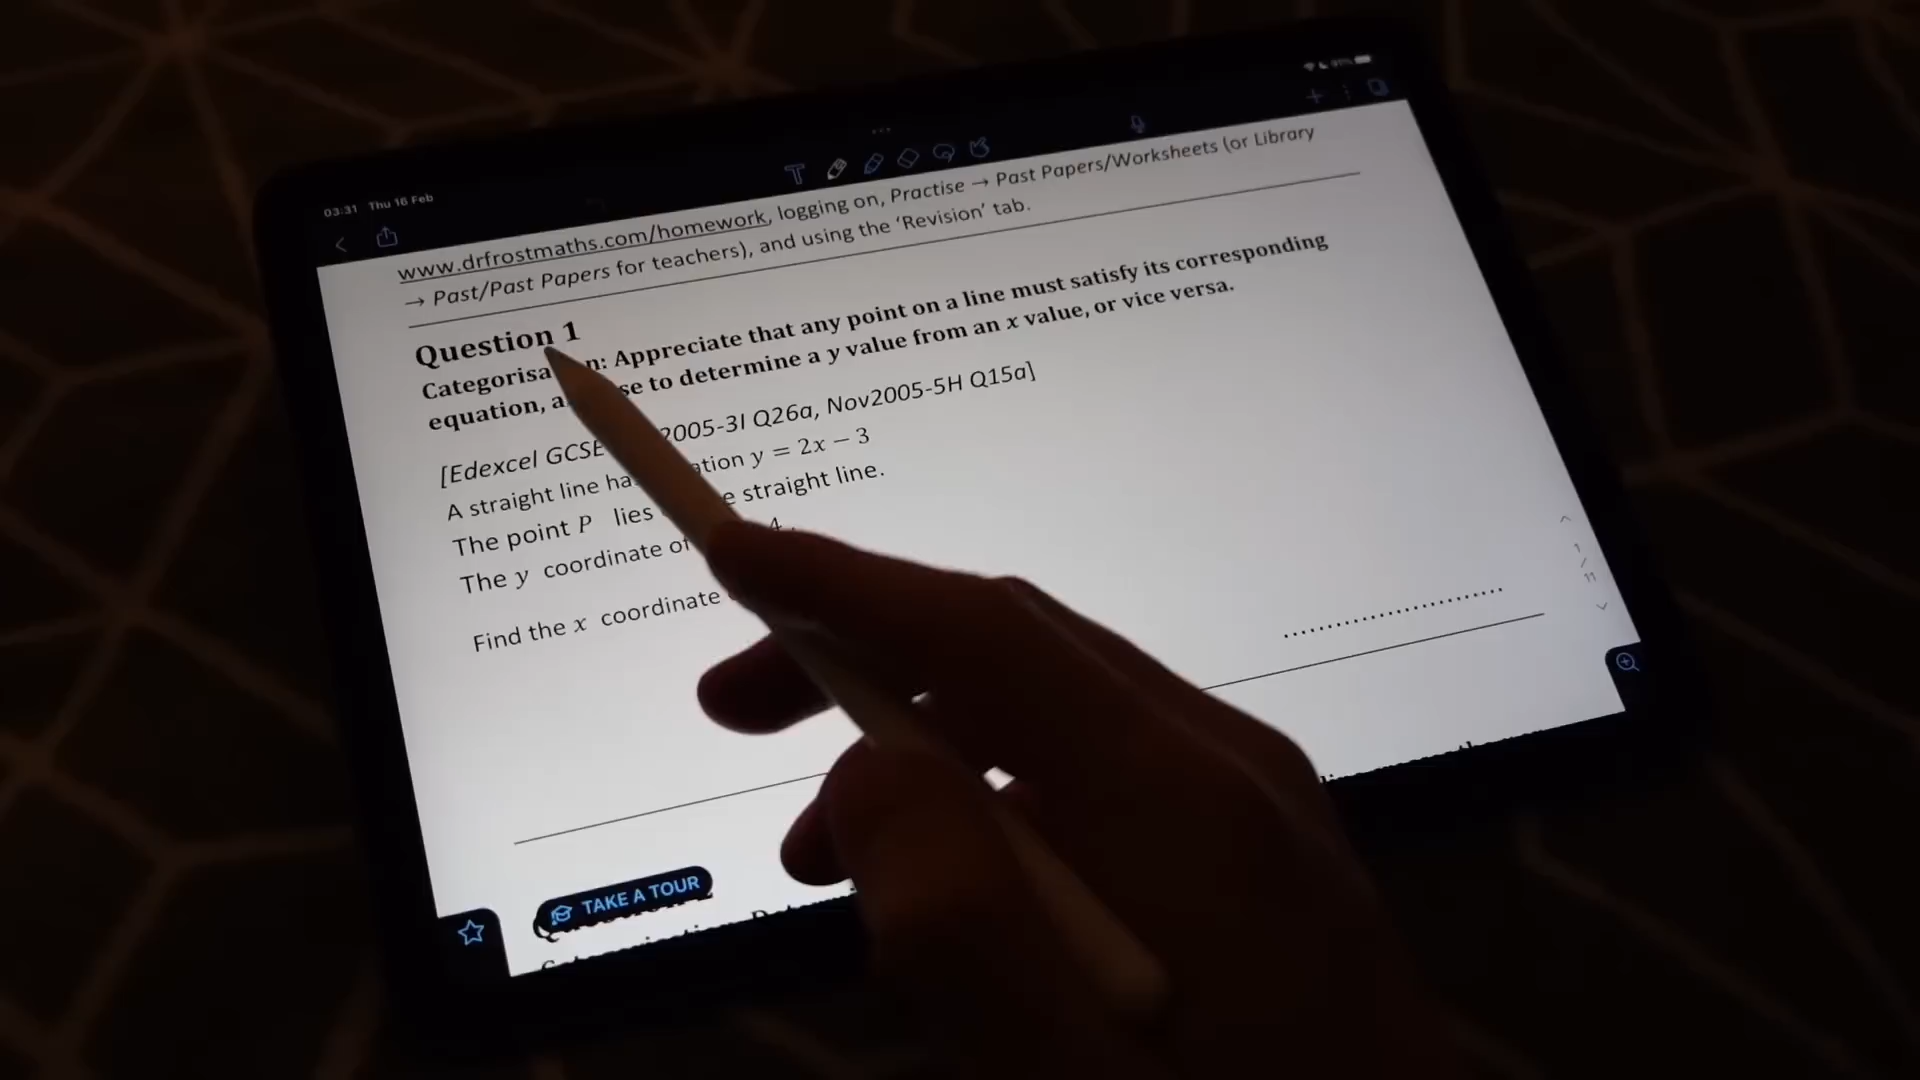 03:31 Thu 16 Feb 91%
www.drfrostmaths.com/homework, logging on, Practise → Past Papers/Worksheets (or Library
→ Past/Past Papers for teachers), and using the ‘Revision’ tab.
Question 1
Categorisa n: Appreciate that any point on a line must satisfy its corresponding
equation, a se to determine a y value from an x value, or vice versa.
[Edexcel GCSE 2005-3I Q26a, Nov2005-5H Q15a]
A straight line ha ation y = 2x − 3
The point P lies e straight line.
The y coordinate of 4.
Find the x coordinate
....................................
1
/
11
TAKE A TOUR